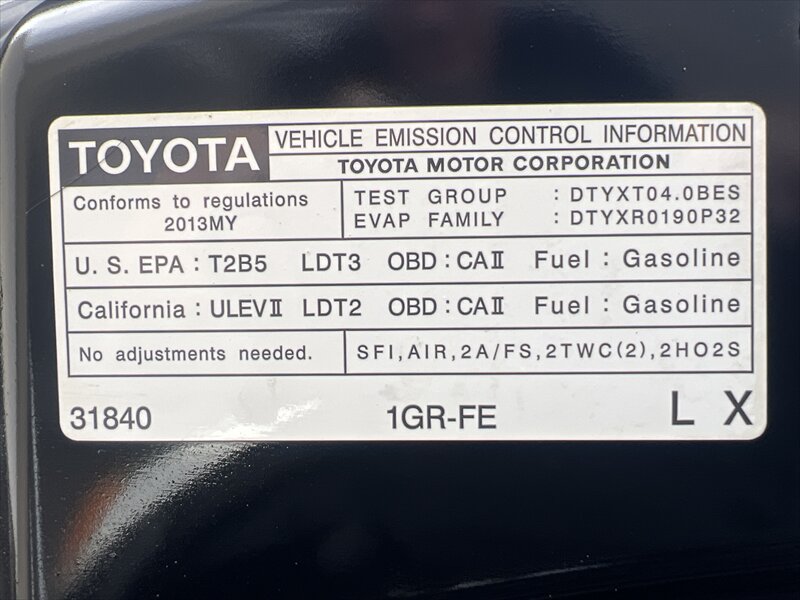 TOYOTA
VEHICLE EMISSION CONTROL INFORMATION
TOYOTA MOTOR CORPORATION
Conforms to regulations
2013MY
TEST GROUP : DTYXT04.0BES
EVAP FAMILY : DTYXR0190P32
U. S. EPA : T2B5 LDT3 OBD : CAⅡ Fuel : Gasoline
California : ULEVⅡ LDT2 OBD : CAⅡ Fuel : Gasoline
No adjustments needed.
SFI,AIR,2A/FS,2TWC(2),2HO2S
31840 1GR-FE L X